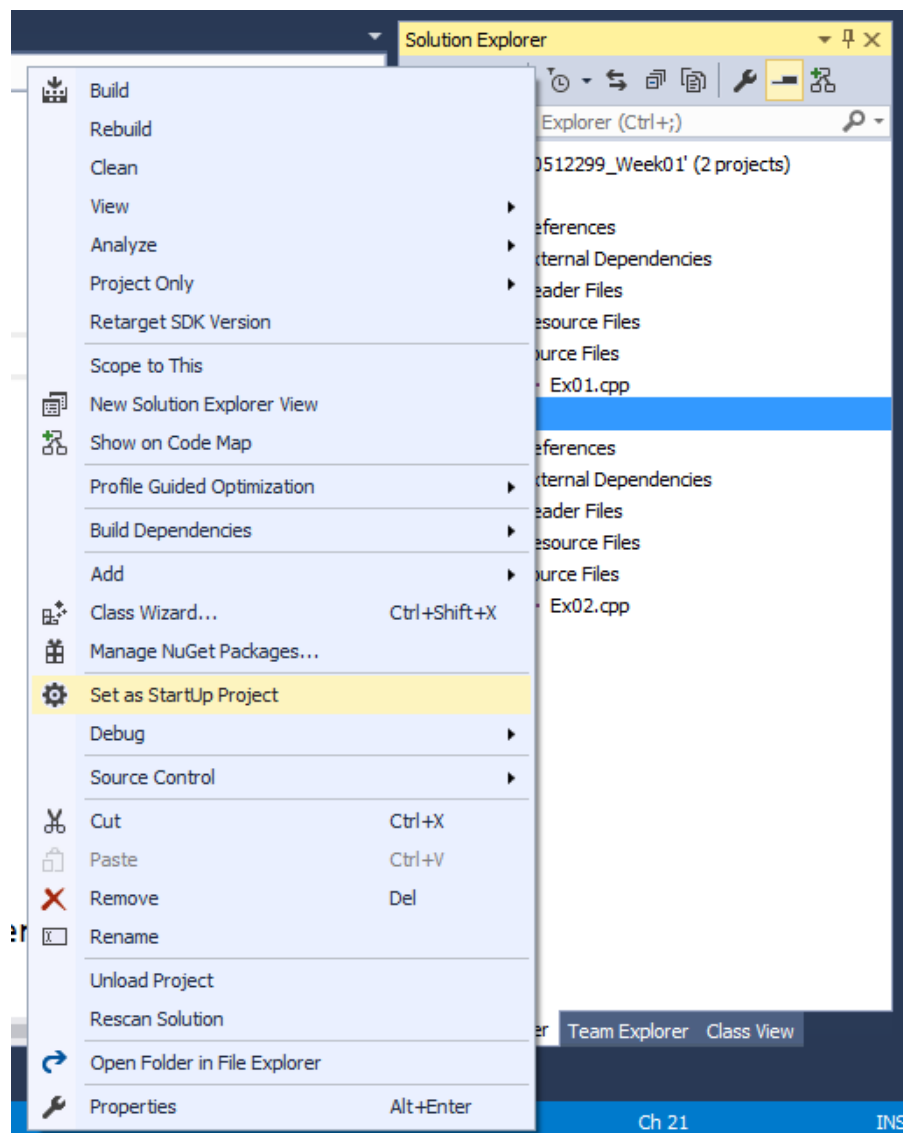 Solution Explorer
Build
Rebuild
Clean
View
Analyze
Project Only
Retarget SDK Version
Scope to This
New Solution Explorer View
Show on Code Map
Profile Guided Optimization
Build Dependencies
Add
Class Wizard... Ctrl+Shift+X
Manage NuGet Packages...
Set as StartUp Project
Debug
Source Control
Cut Ctrl+X
Paste Ctrl+V
Remove Del
Rename
Unload Project
Rescan Solution
Open Folder in File Explorer
Properties Alt+Enter
Explorer (Ctrl+;)
0512299_Week01' (2 projects)
eferences
xternal Dependencies
eader Files
esource Files
ource Files
Ex01.cpp
eferences
xternal Dependencies
eader Files
esource Files
ource Files
Ex02.cpp
er Team Explorer Class View
er
Ch 21 INS